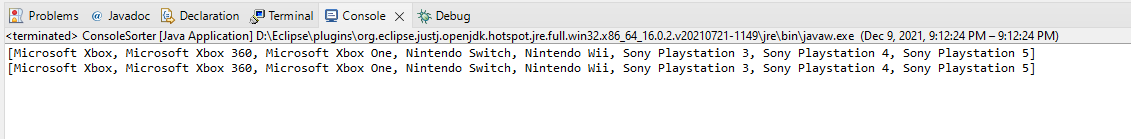 Problems @ Javadoc Declaration Terminal Console Debug
<terminated> ConsoleSorter [Java Application] D:\Eclipse\plugins\org.eclipse.justj.openjdk.hotspot.jre.full.win32.x86_64_16.0.2.v20210721-1149\jre\bin\javaw.exe (Dec 9, 2021, 9:12:24 PM – 9:12:24 PM)
[Microsoft Xbox, Microsoft Xbox 360, Microsoft Xbox One, Nintendo Switch, Nintendo Wii, Sony Playstation 3, Sony Playstation 4, Sony Playstation 5]
[Microsoft Xbox, Microsoft Xbox 360, Microsoft Xbox One, Nintendo Switch, Nintendo Wii, Sony Playstation 3, Sony Playstation 4, Sony Playstation 5]